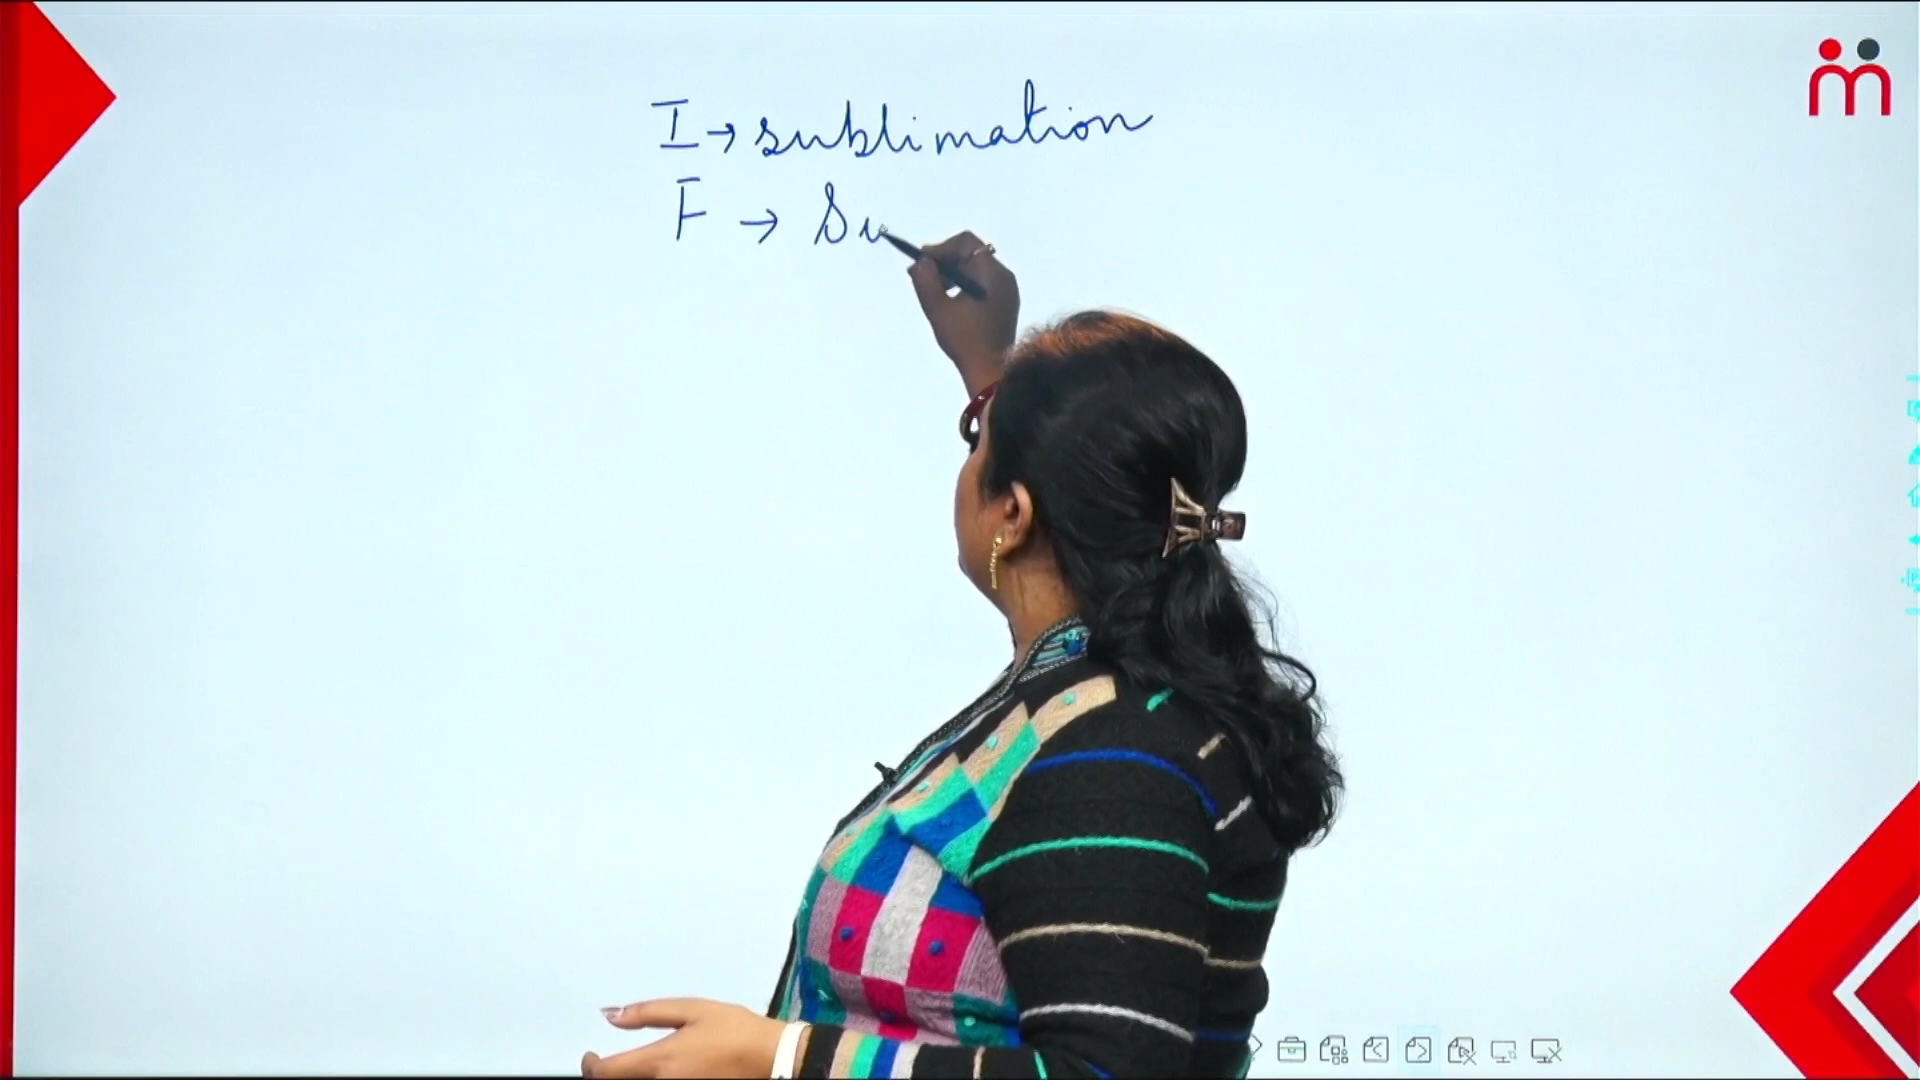 I → sublimation
F → Su